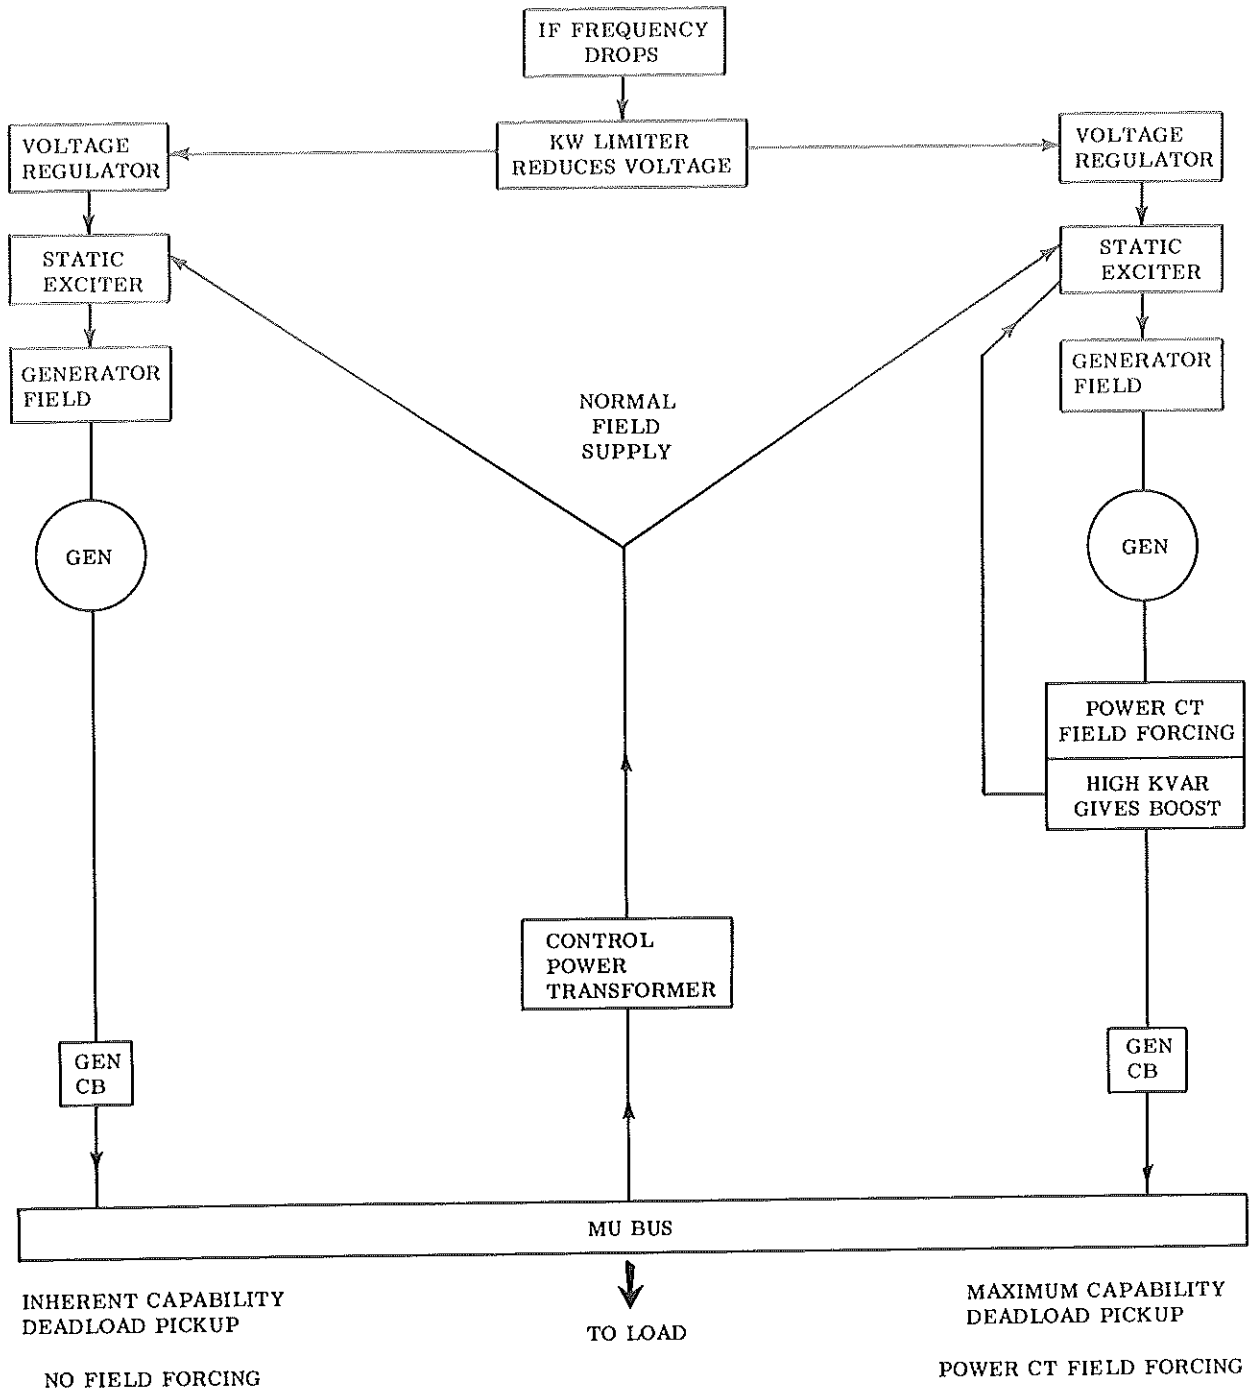 IF FREQUENCY
DROPS
KW LIMITER
REDUCES VOLTAGE
VOLTAGE
REGULATOR
VOLTAGE
REGULATOR
STATIC
EXCITER
STATIC
EXCITER
GENERATOR
FIELD
GENERATOR
FIELD
NORMAL
FIELD
SUPPLY
GEN
GEN
POWER CT
FIELD FORCING
HIGH KVAR
GIVES BOOST
CONTROL
POWER
TRANSFORMER
GEN
CB
GEN
CB
MU BUS
INHERENT CAPABILITY
DEADLOAD PICKUP
NO FIELD FORCING
TO LOAD
MAXIMUM CAPABILITY
DEADLOAD PICKUP
POWER CT FIELD FORCING